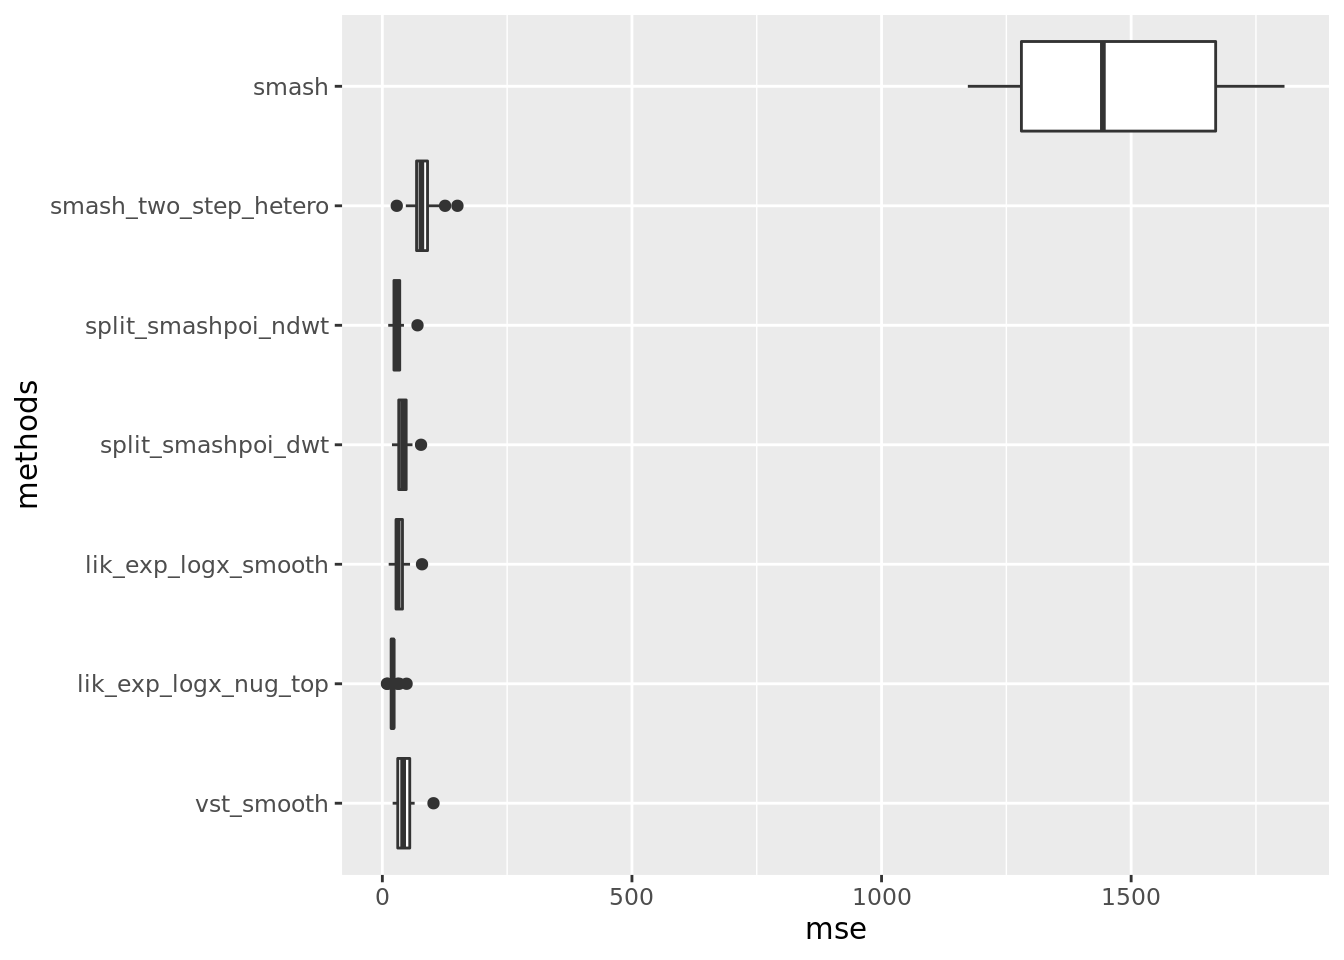 smash
smash_two_step_hetero
split_smashpoi_ndwt
split_smashpoi_dwt
lik_exp_logx_smooth
lik_exp_logx_nug_top
vst_smooth
methods
0 500 1000 1500
mse